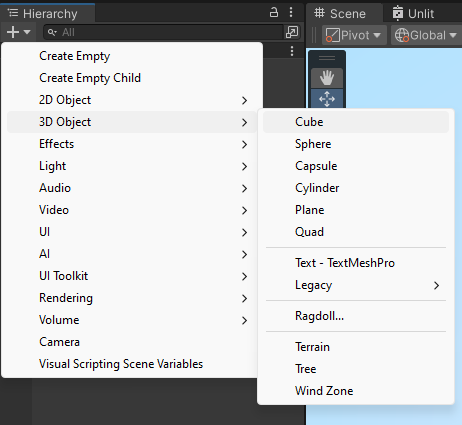 Hierarchy
Scene
Unlit
All
Pivot
Global
Create Empty
Create Empty Child
2D Object
3D Object
Effects
Light
Audio
Video
UI
AI
UI Toolkit
Rendering
Volume
Camera
Visual Scripting Scene Variables
Cube
Sphere
Capsule
Cylinder
Plane
Quad
Text - TextMeshPro
Legacy
Ragdoll...
Terrain
Tree
Wind Zone